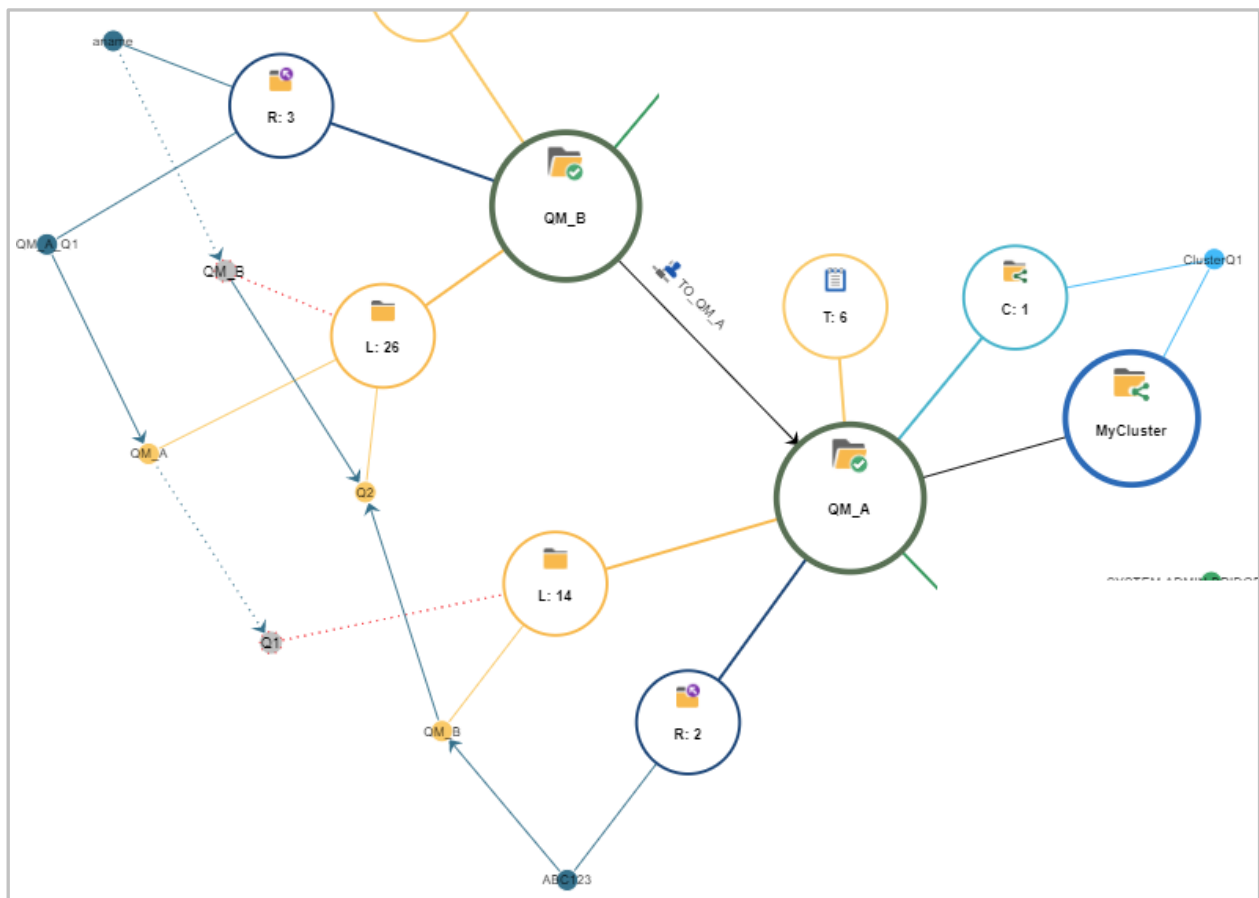 aname
R: 3
QM_B
QM_A_Q1
QM_B
TO_QM_A
ClusterQ1
C: 1
T: 6
L: 26
MyCluster
QM_A
Q2
QM_A
L: 14
Q1
QM_B
R: 2
ABC123